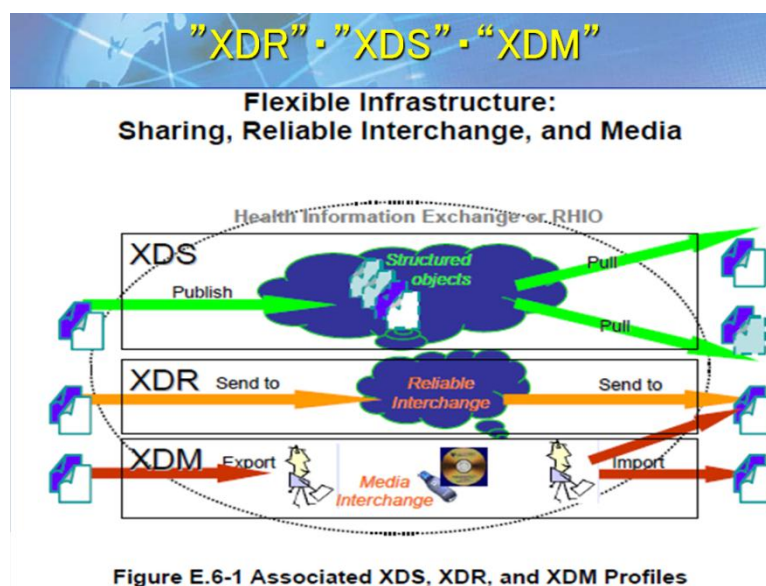 ”XDR”・”XDS”・“XDM”
Flexible Infrastructure:
Sharing, Reliable Interchange, and Media
Health Information Exchange or RHIO
XDS
Structured
objects
Publish
Pull
Pull
XDR
Send to
Reliable
Interchange
Send to
XDM
Export
Media
Interchange
Import
Figure E.6-1 Associated XDS, XDR, and XDM Profiles